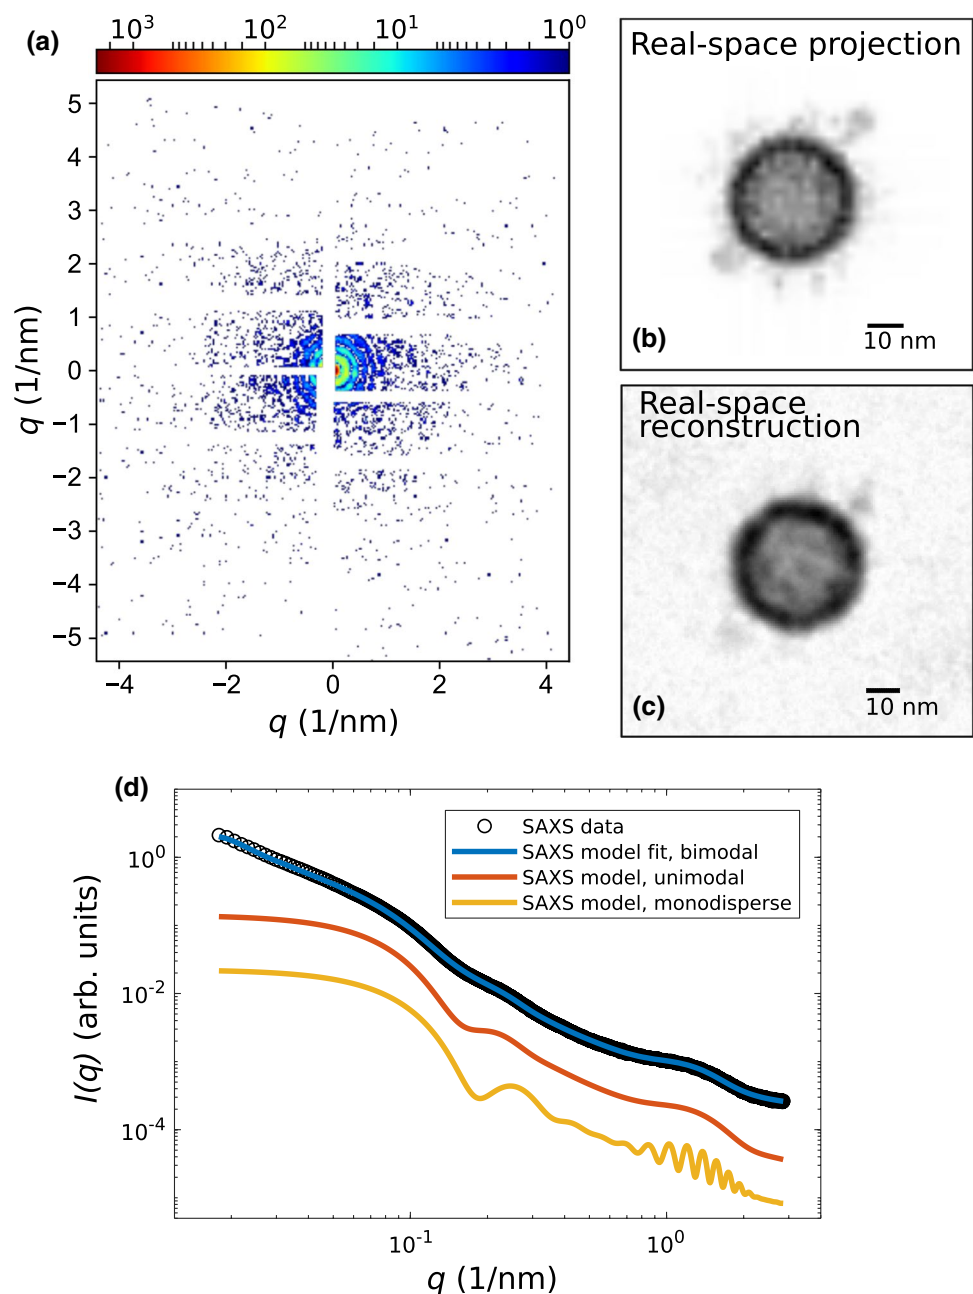 (a)
10³ 10² 10¹ 10⁰
5
4
3
2
1
0
−1
−2
−3
−4
−5
q (1/nm)
−4 −2 0 2 4
q (1/nm)
Real-space projection
(b)
10 nm
Real-space
reconstruction
(c)
10 nm
(d)
SAXS data
SAXS model fit, bimodal
SAXS model, unimodal
SAXS model, monodisperse
10⁰
10⁻²
10⁻⁴
I(q) (arb. units)
10⁻¹ 10⁰
q (1/nm)